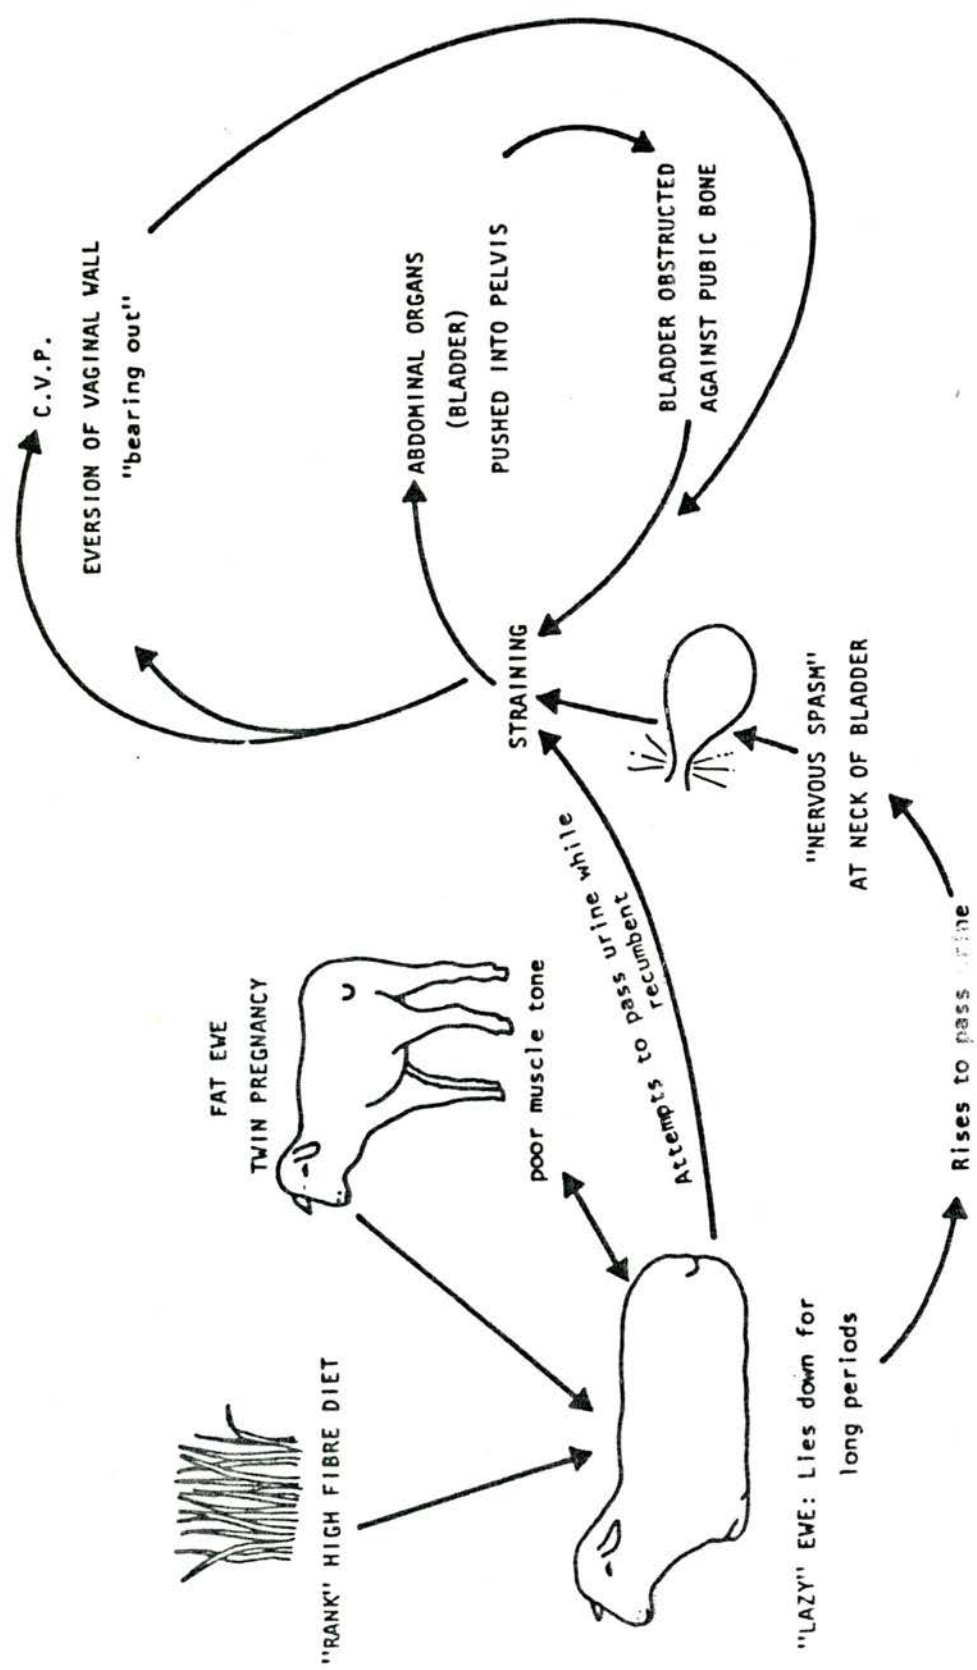 "RANK" HIGH FIBRE DIET
FAT EWE
TWIN PREGNANCY
poor muscle tone
"LAZY" EWE: Lies down for
long periods
Attempts to pass urine while
recumbent
Rises to pass urine
"NERVOUS SPASM"
AT NECK OF BLADDER
STRAINING
C.V.P.
EVERSION OF VAGINAL WALL
"bearing out"
ABDOMINAL ORGANS
(BLADDER)
PUSHED INTO PELVIS
BLADDER OBSTRUCTED
AGAINST PUBIC BONE